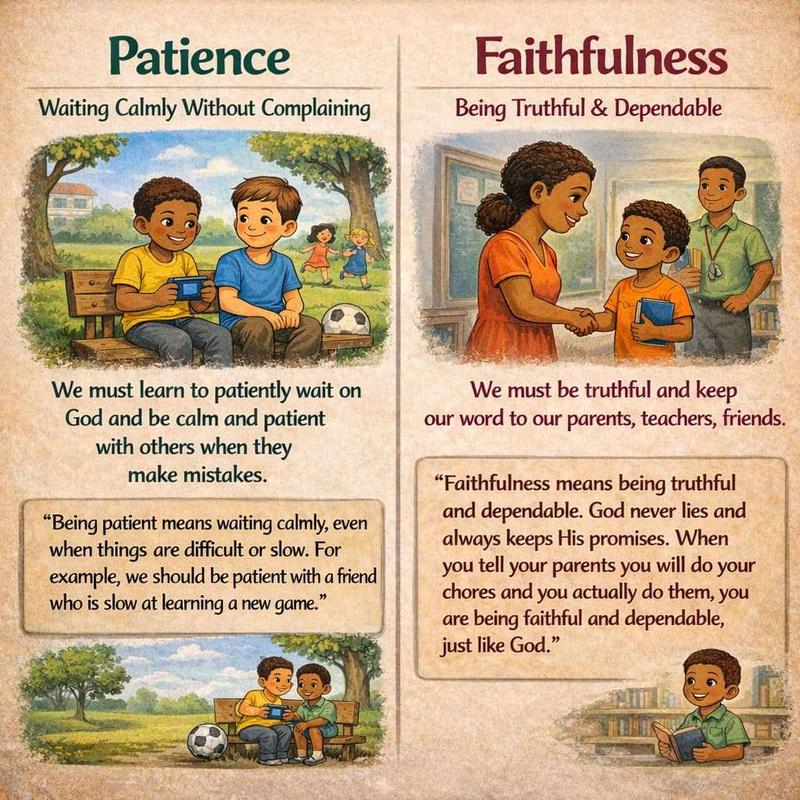 Patience
Waiting Calmly Without Complaining
We must learn to patiently wait on
God and be calm and patient
with others when they
make mistakes.
“Being patient means waiting calmly, even
when things are difficult or slow. For
example, we should be patient with a friend
who is slow at learning a new game.”
Faithfulness
Being Truthful & Dependable
We must be truthful and keep
our word to our parents, teachers, friends.
“Faithfulness means being truthful
and dependable. God never lies and
always keeps His promises. When
you tell your parents you will do your
chores and you actually do them, you
are being faithful and dependable,
just like God.”